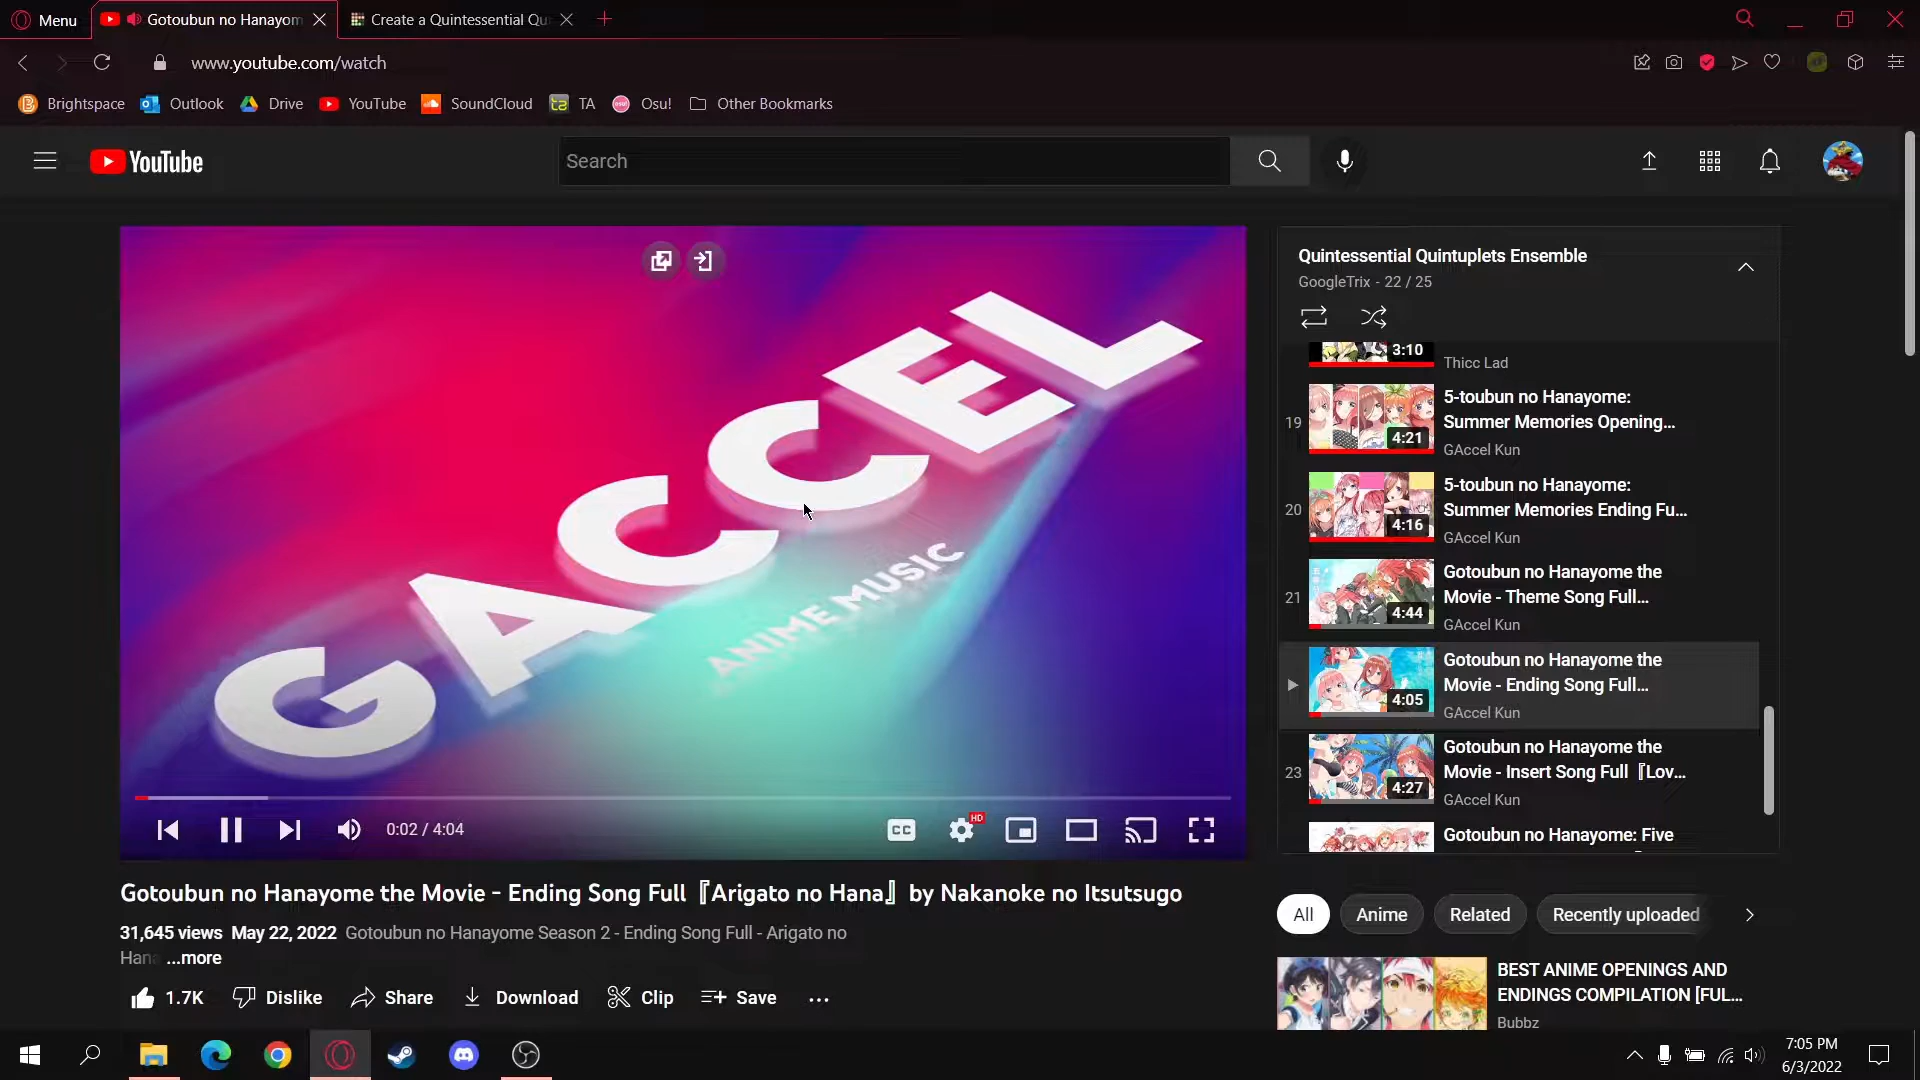 Menu
Gotoubun no Hanayom
Create a Quintessential Qu
www.youtube.com/watch
Brightspace
Outlook
Drive
YouTube
SoundCloud
TA
Osu!
Other Bookmarks
YouTube
Search
GACCEL
ANIME MUSIC
0:02 / 4:04
CC
HD
Gotoubun no Hanayome the Movie - Ending Song Full『Arigato no Hana』by Nakanoke no Itsutsugo
31,645 views May 22, 2022 Gotoubun no Hanayome Season 2 - Ending Song Full - Arigato no
Hana ...more
1.7K
Dislike
Share
Download
Clip
Save
Quintessential Quintuplets Ensemble
GoogleTrix - 22 / 25
3:10
Thicc Lad
19
4:21
5-toubun no Hanayome:
Summer Memories Opening...
GAccel Kun
20
4:16
5-toubun no Hanayome:
Summer Memories Ending Fu...
GAccel Kun
21
4:44
Gotoubun no Hanayome the
Movie - Theme Song Full...
GAccel Kun
4:05
Gotoubun no Hanayome the
Movie - Ending Song Full...
GAccel Kun
23
4:27
Gotoubun no Hanayome the
Movie - Insert Song Full『Lov...
GAccel Kun
Gotoubun no Hanayome: Five
All
Anime
Related
Recently uploaded
BEST ANIME OPENINGS AND
ENDINGS COMPILATION [FUL...
Bubbz
7:05 PM
6/3/2022